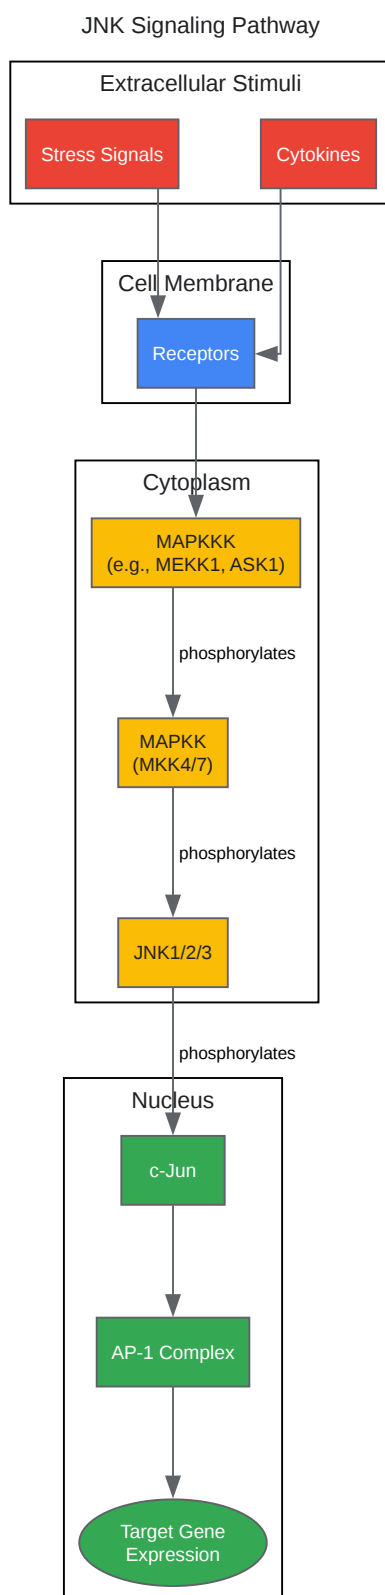 JNK Signaling Pathway
Extracellular Stimuli
Stress Signals
Cytokines
Cell Membrane
Receptors
Cytoplasm
MAPKKK
(e.g., MEKK1, ASK1)
phosphorylates
MAPKK
(MKK4/7)
phosphorylates
JNK1/2/3
phosphorylates
Nucleus
c-Jun
AP-1 Complex
Target Gene
Expression